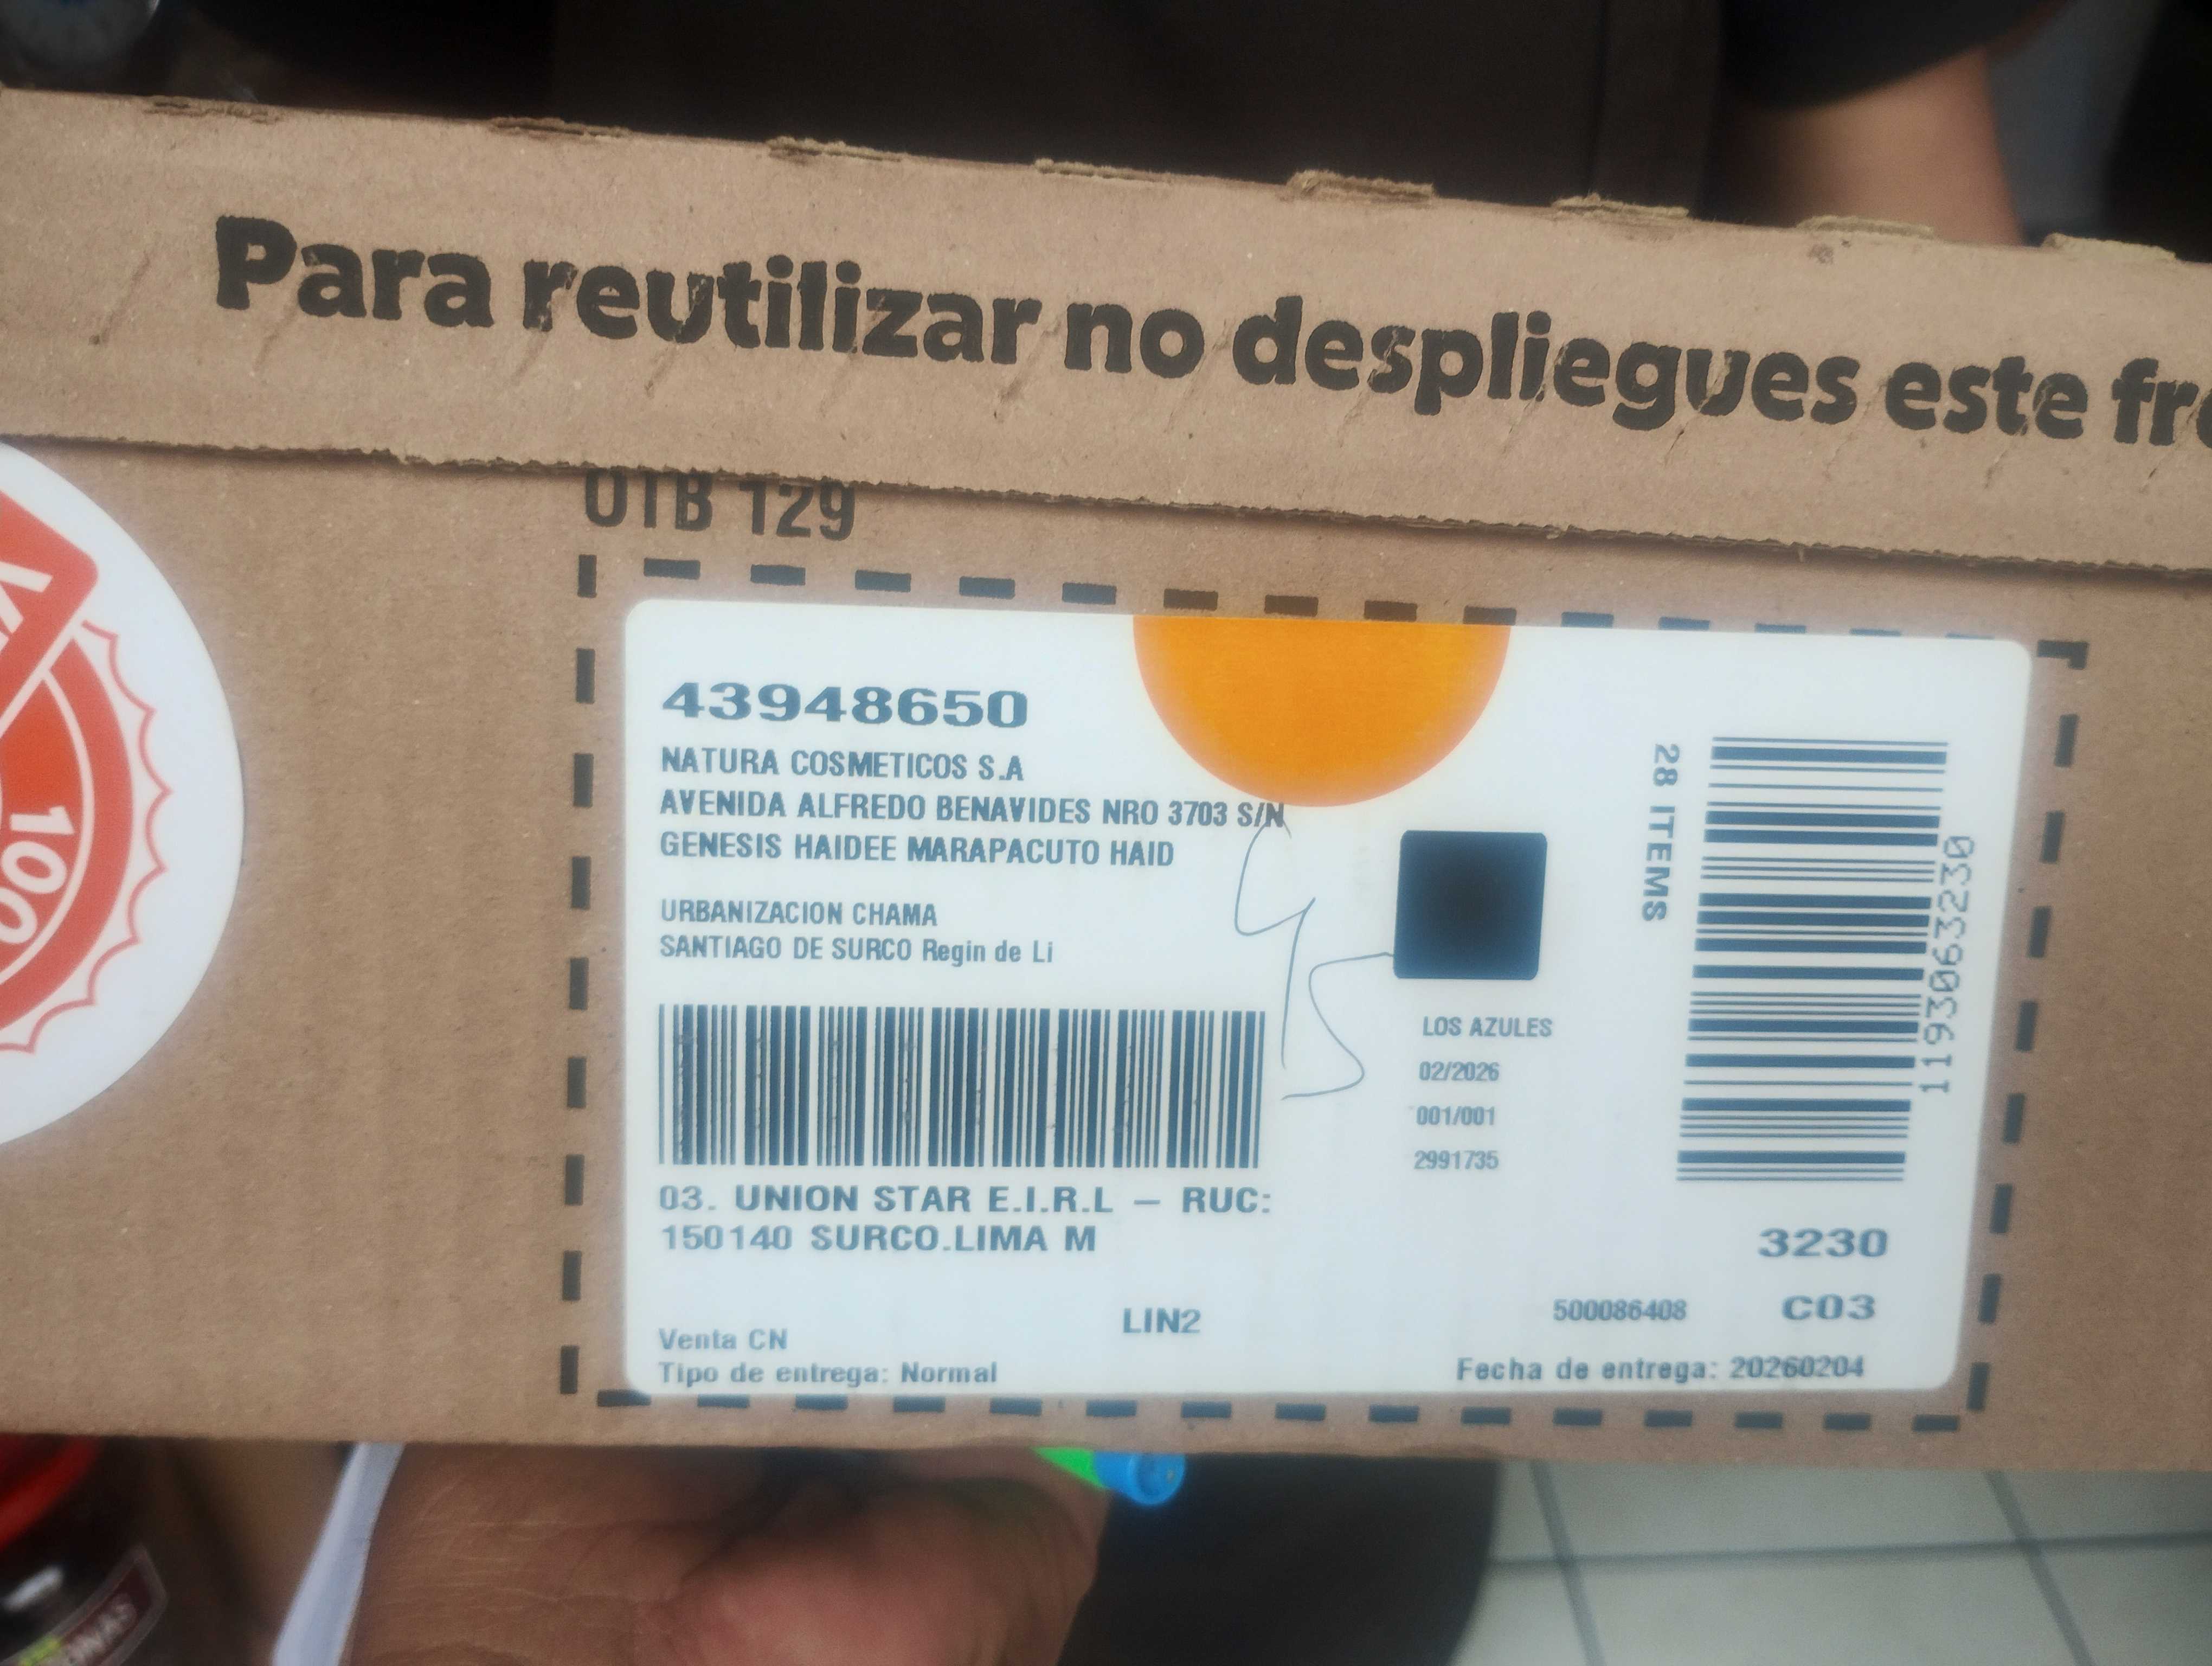 Para reutilizar no despliegues este
UTB 129
100
43948650
NATURA COSMETICOS S.A
AVENIDA ALFREDO BENAVIDES NRO 3703 S/N
GENESIS HAIDEE MARAPACUTO HAID
URBANIZACION CHAMA
SANTIAGO DE SURCO Regin de Li
45
28 ITEMS
1193063230
LOS AZULES
02/2026
001/001
2991735
03. UNION STAR E.I.R.L – RUC:
150140 SURCO.LIMA M
3230
500086408 C03
LIN2
Venta CN
Tipo de entrega: Normal
Fecha de entrega: 20260204